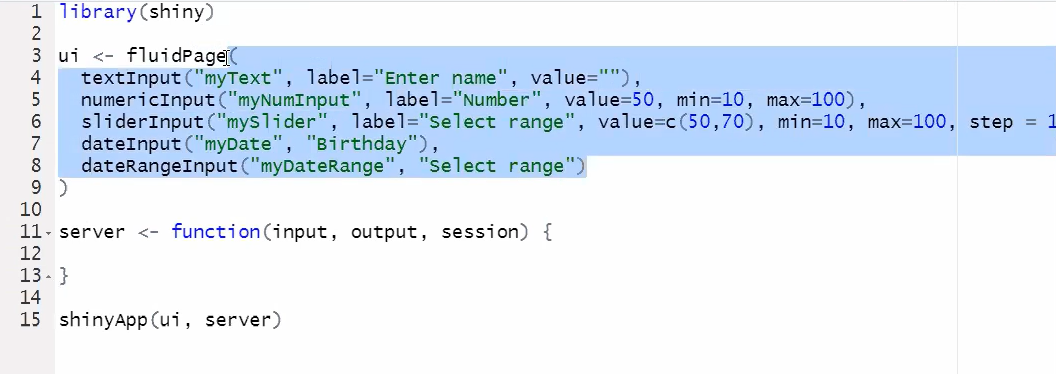 1 library(shiny)
2
3 ui <- fluidPage(
4   textInput("myText", label="Enter name", value=""),
5   numericInput("myNumInput", label="Number", value=50, min=10, max=100),
6   sliderInput("mySlider", label="Select range", value=c(50,70), min=10, max=100, step = 1
7   dateInput("myDate", "Birthday"),
8   dateRangeInput("myDateRange", "Select range")
9 )
10
11 server <- function(input, output, session) {
12
13 }
14
15 shinyApp(ui, server)